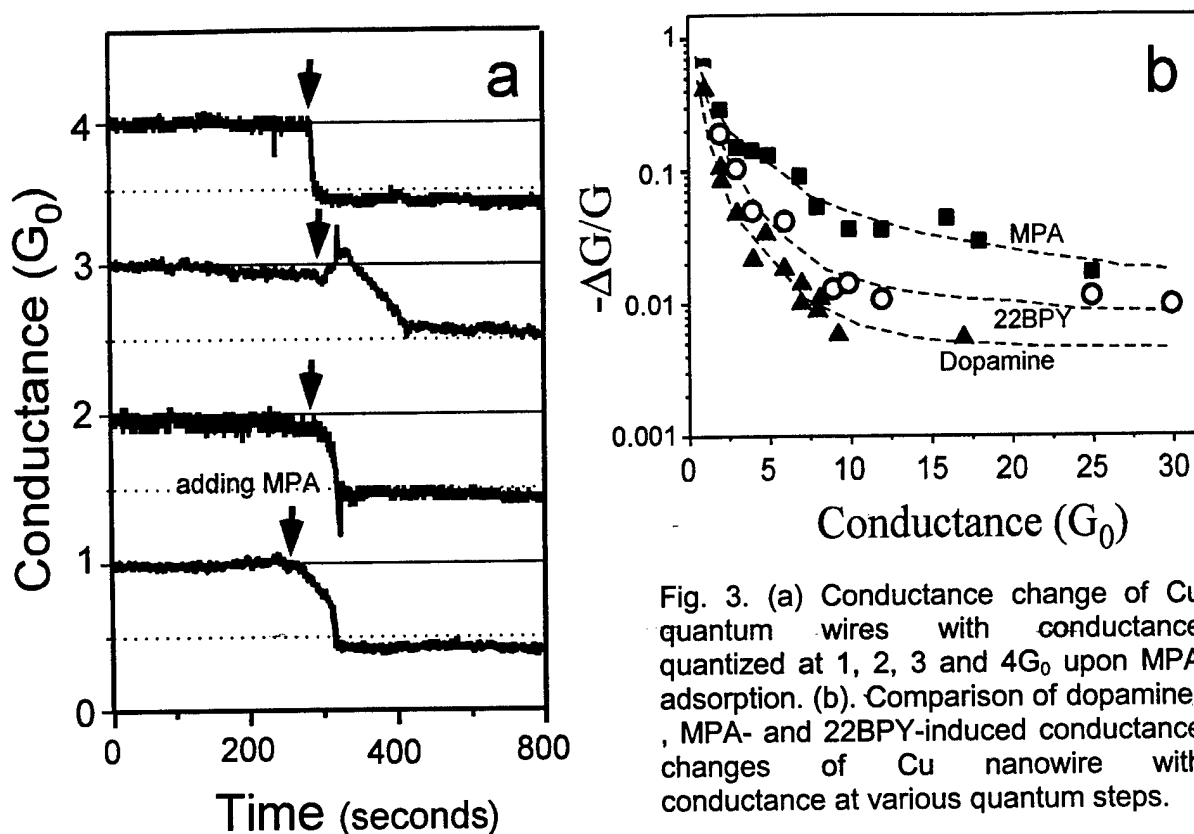 a
Conductance (G₀)
4
3
2
1
0
adding MPA
0 200 400 800
Time (seconds)
b
-ΔG/G
1
0.1
0.01
0.001
MPA
22BPY
Dopamine
0 5 10 15 20 25 30
Conductance (G₀)
Fig. 3. (a) Conductance change of Cu
quantum wires with conductance
quantized at 1, 2, 3 and 4G₀ upon MPA
adsorption. (b). Comparison of dopamine,
, MPA- and 22BPY-induced conductance
changes of Cu nanowire with
conductance at various quantum steps.